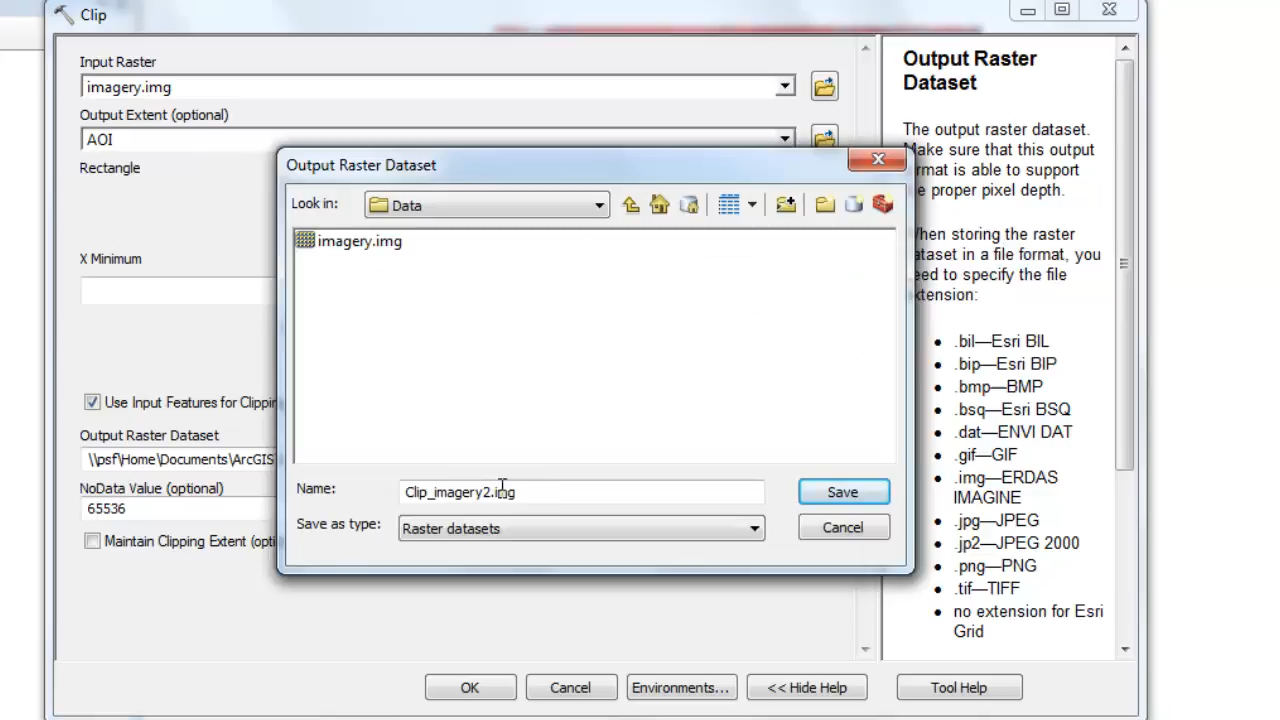 Clip
Input Raster
imagery.img
Output Extent (optional)
AOI
Rectangle
X Minimum
Use Input Features for Clippin
Output Raster Dataset
\\psf\Home\Documents\ArcGIS
NoData Value (optional)
65536
Maintain Clipping Extent (opti
OK
Cancel
Environments...
<< Hide Help
Tool Help
Output Raster Dataset
Look in:
Data
imagery.img
Name:
Clip_imagery2.img
Save
Save as type:
Raster datasets
Cancel
Output Raster
Dataset
The output raster dataset.
Make sure that this output
rmat is able to support
e proper pixel depth.
hen storing the raster
ataset in a file format, you
eed to specify the file
xtension:
• .bil—Esri BIL
• .bip—Esri BIP
• .bmp—BMP
• .bsq—Esri BSQ
• .dat—ENVI DAT
• .gif—GIF
• .img—ERDAS
IMAGINE
• .jpg—JPEG
• .jp2—JPEG 2000
• .png—PNG
• .tif—TIFF
• no extension for Esri
Grid